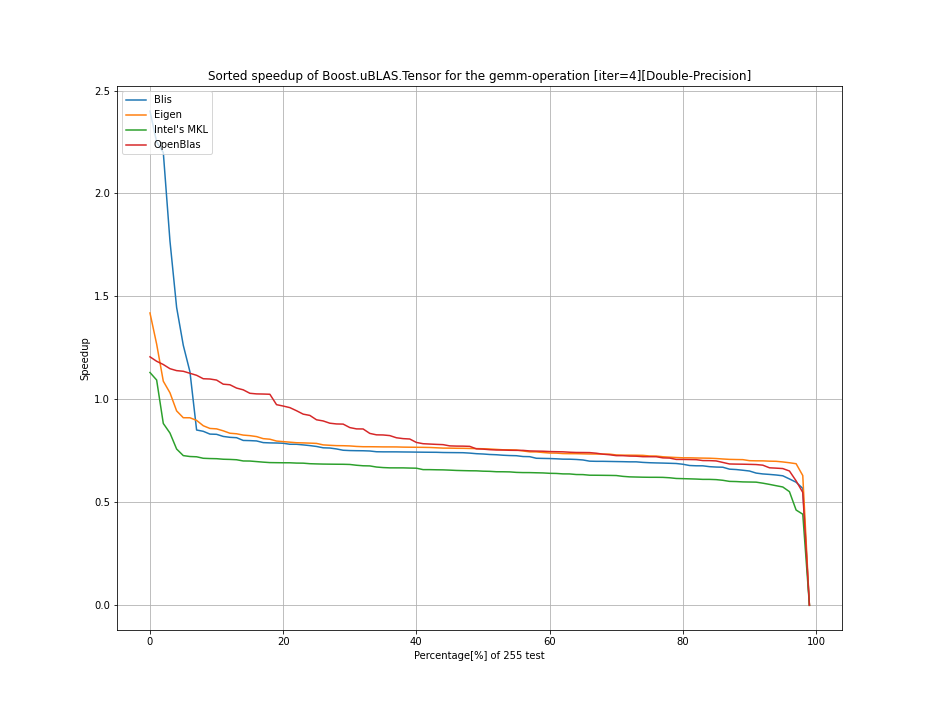 Sorted speedup of Boost.uBLAS.Tensor for the gemm-operation [iter=4][Double-Precision]
2.5
2.0
1.5
1.0
0.5
0.0
Speedup
Blis
Eigen
Intel's MKL
OpenBlas
0 20 40 60 80 100
Percentage[%] of 255 test